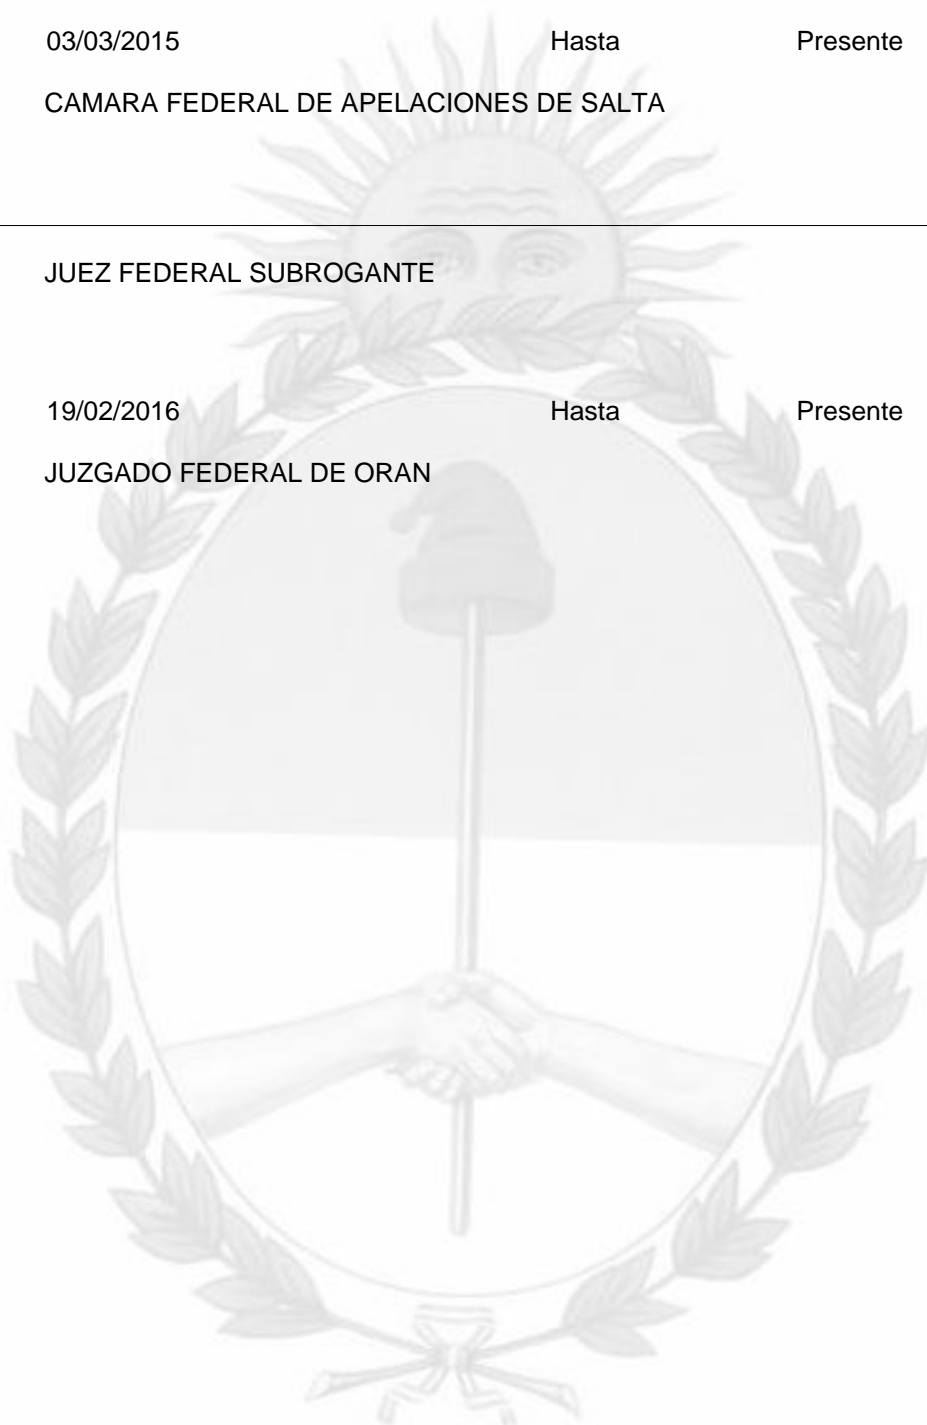 03/03/2015 Hasta Presente
CAMARA FEDERAL DE APELACIONES DE SALTA
JUEZ FEDERAL SUBROGANTE
19/02/2016 Hasta Presente
JUZGADO FEDERAL DE ORAN